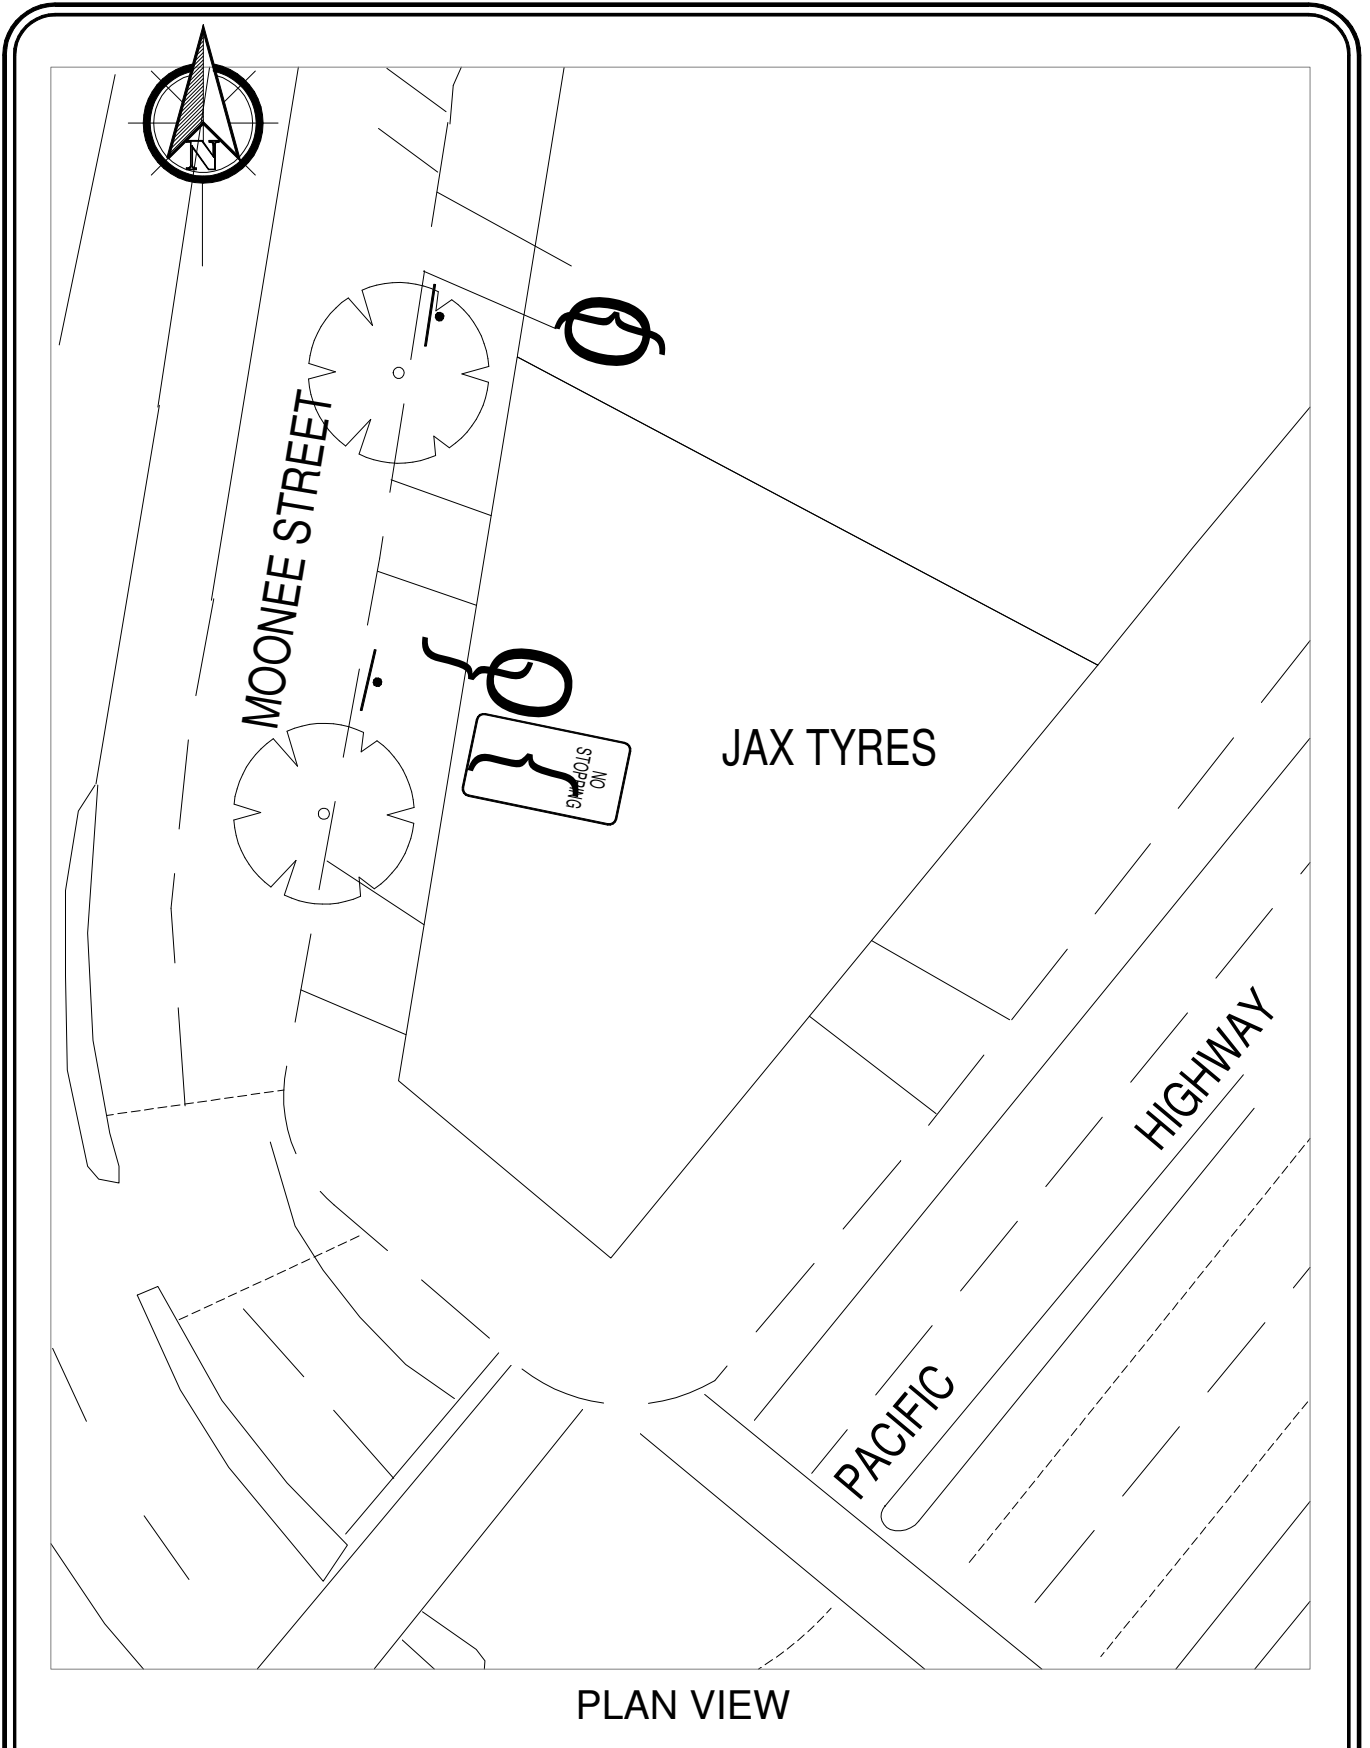 N
MOONEE STREET
NO
STOPPING
JAX TYRES
HIGHWAY
PACIFIC
PLAN VIEW